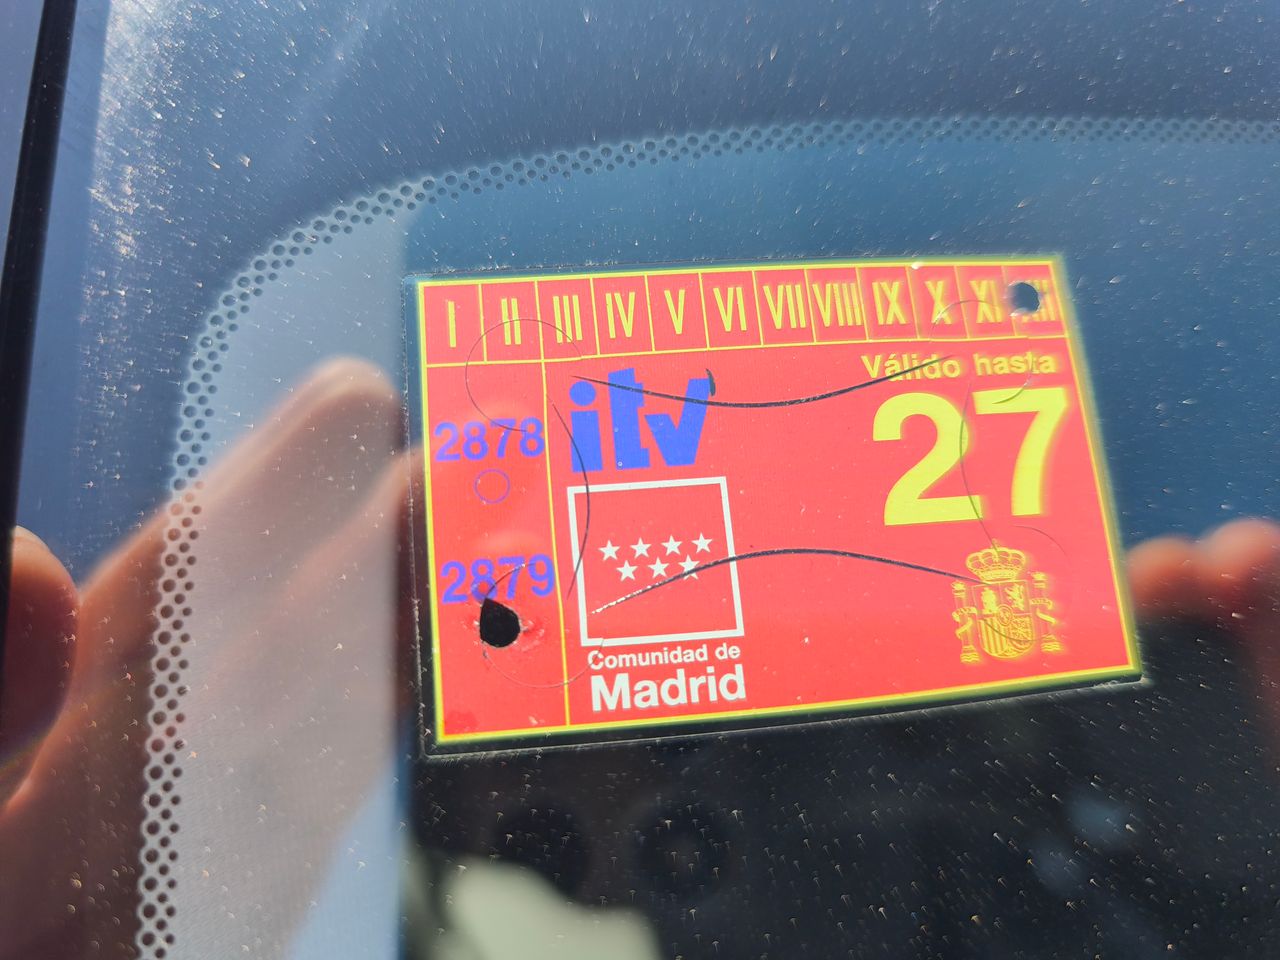 I II III IV V VI VII VIII IX X XI XII
Válido hasta
itv
27
2878
2879
Comunidad de
Madrid